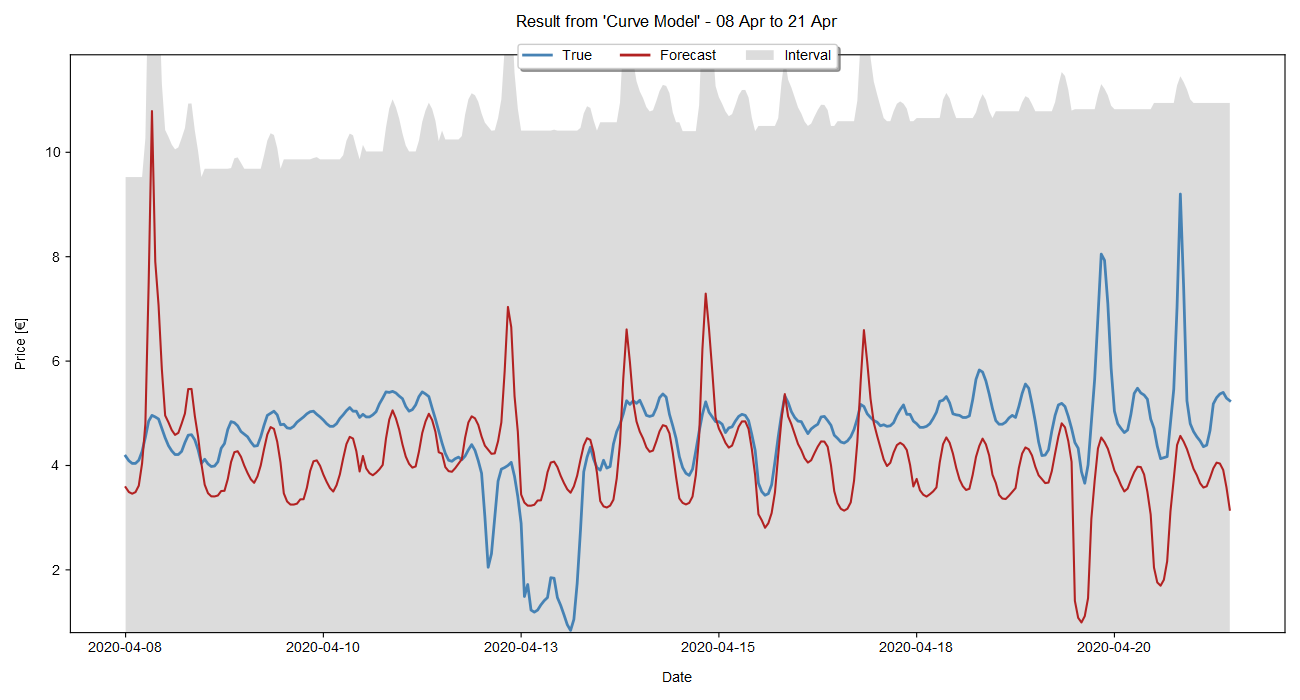 Result from 'Curve Model' - 08 Apr to 21 Apr
True Forecast Interval
10
8
6
4
2
Price [€]
2020-04-08 2020-04-10 2020-04-13 2020-04-15 2020-04-18 2020-04-20
Date